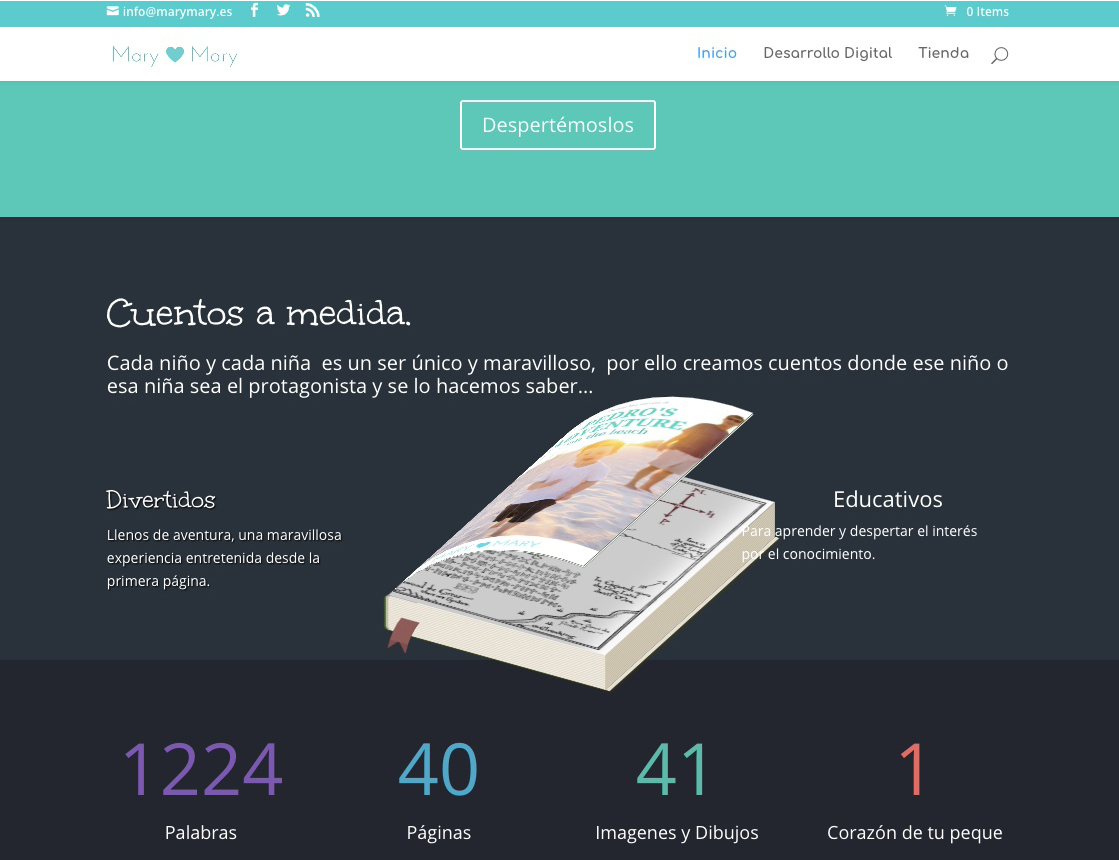 info@marymary.es
0 Items
Mary Mary
Inicio Desarrollo Digital Tienda
Despertémoslos
Cuentos a medida.
Cada niño y cada niña es un ser único y maravilloso, por ello creamos cuentos donde ese niño o
esa niña sea el protagonista y se lo hacemos saber...
PEDRO'S
ADVENTURE
on the beach
MARY MARY
Divertidos
Llenos de aventura, una maravillosa
experiencia entretenida desde la
primera página.
Educativos
Para aprender y despertar el interés
por el conocimiento.
1224
Palabras
40
Páginas
41
Imagenes y Dibujos
1
Corazón de tu peque